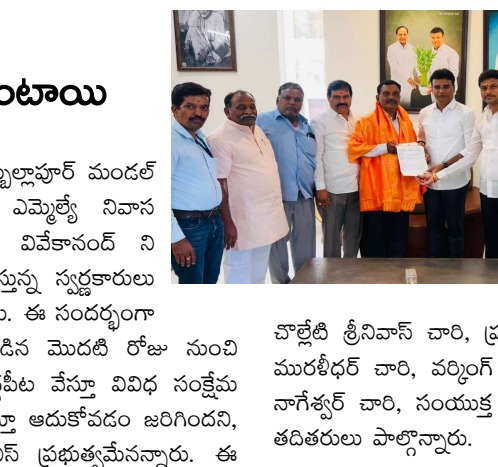 ంటాయి
బుల్లాపూర్ మండల్
ఎమ్మెల్యే నివాస
వివేకానంద్ ని
స్తున్న స్వర్ణకారులు
ు. ఈ సందర్భంగా
డిన మొదటి రోజు నుంచి
పీట వేస్తూ వివిధ సంక్షేమ
ూ ఆదుకోవడం జరిగిందని,
ప్రభుత్వమేనన్నారు. ఈ
చొల్లేటి శ్రీనివాస్ చారి,
మురళీధర్ చారి, వర్కింగ్
నాగేశ్వర్ చారి, సంయుక్త
తదితరులు పాల్గొన్నారు.